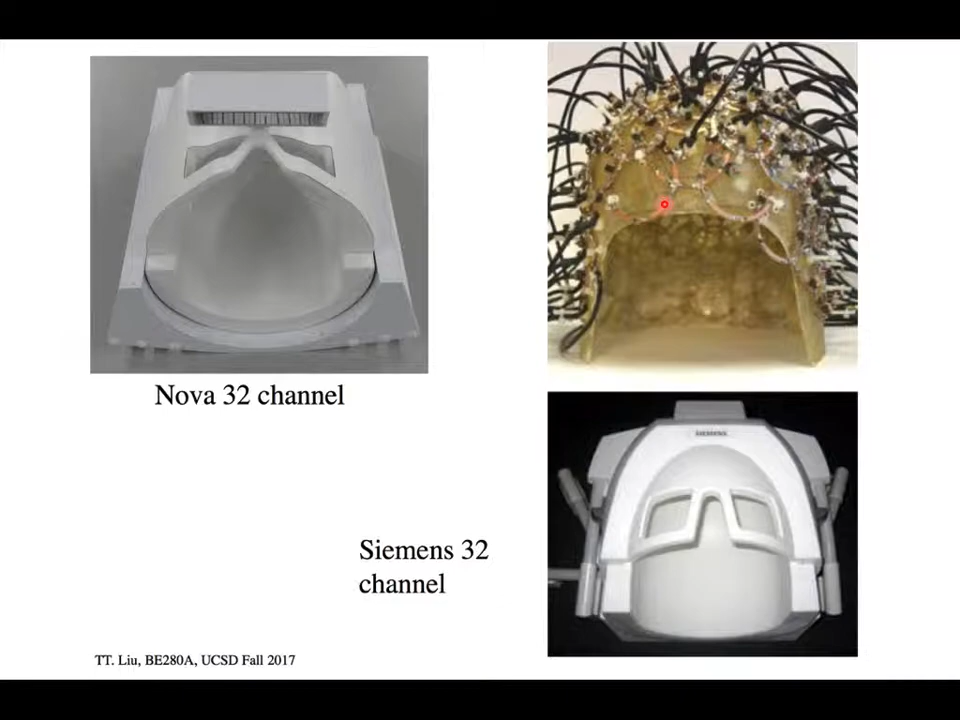 Nova 32 channel
SIEMENS
Siemens 32
channel
TT. Liu, BE280A, UCSD Fall 2017